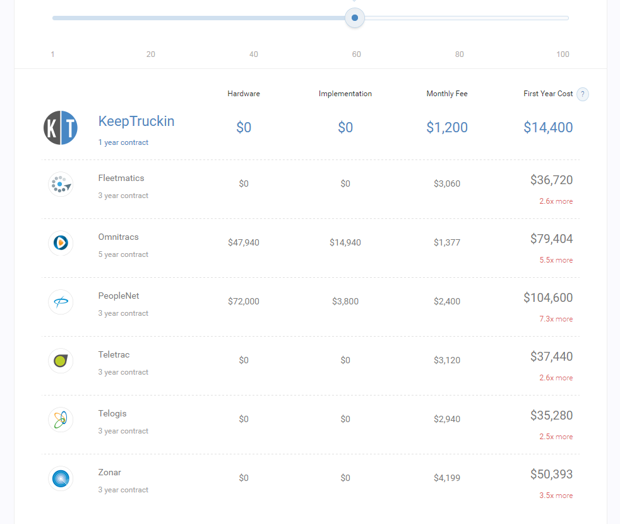 1 20 40 60 80 100
Hardware Implementation Monthly Fee First Year Cost ?
KT KeepTruckin $0 $0 $1,200 $14,400
1 year contract
Fleetmatics $0 $0 $3,060 $36,720
3 year contract 2.6x more
Omnitracs $47,940 $14,940 $1,377 $79,404
5 year contract 5.5x more
PeopleNet $72,000 $3,800 $2,400 $104,600
3 year contract 7.3x more
Teletrac $0 $0 $3,120 $37,440
3 year contract 2.6x more
Telogis $0 $0 $2,940 $35,280
3 year contract 2.5x more
Zonar $0 $0 $4,199 $50,393
3 year contract 3.5x more